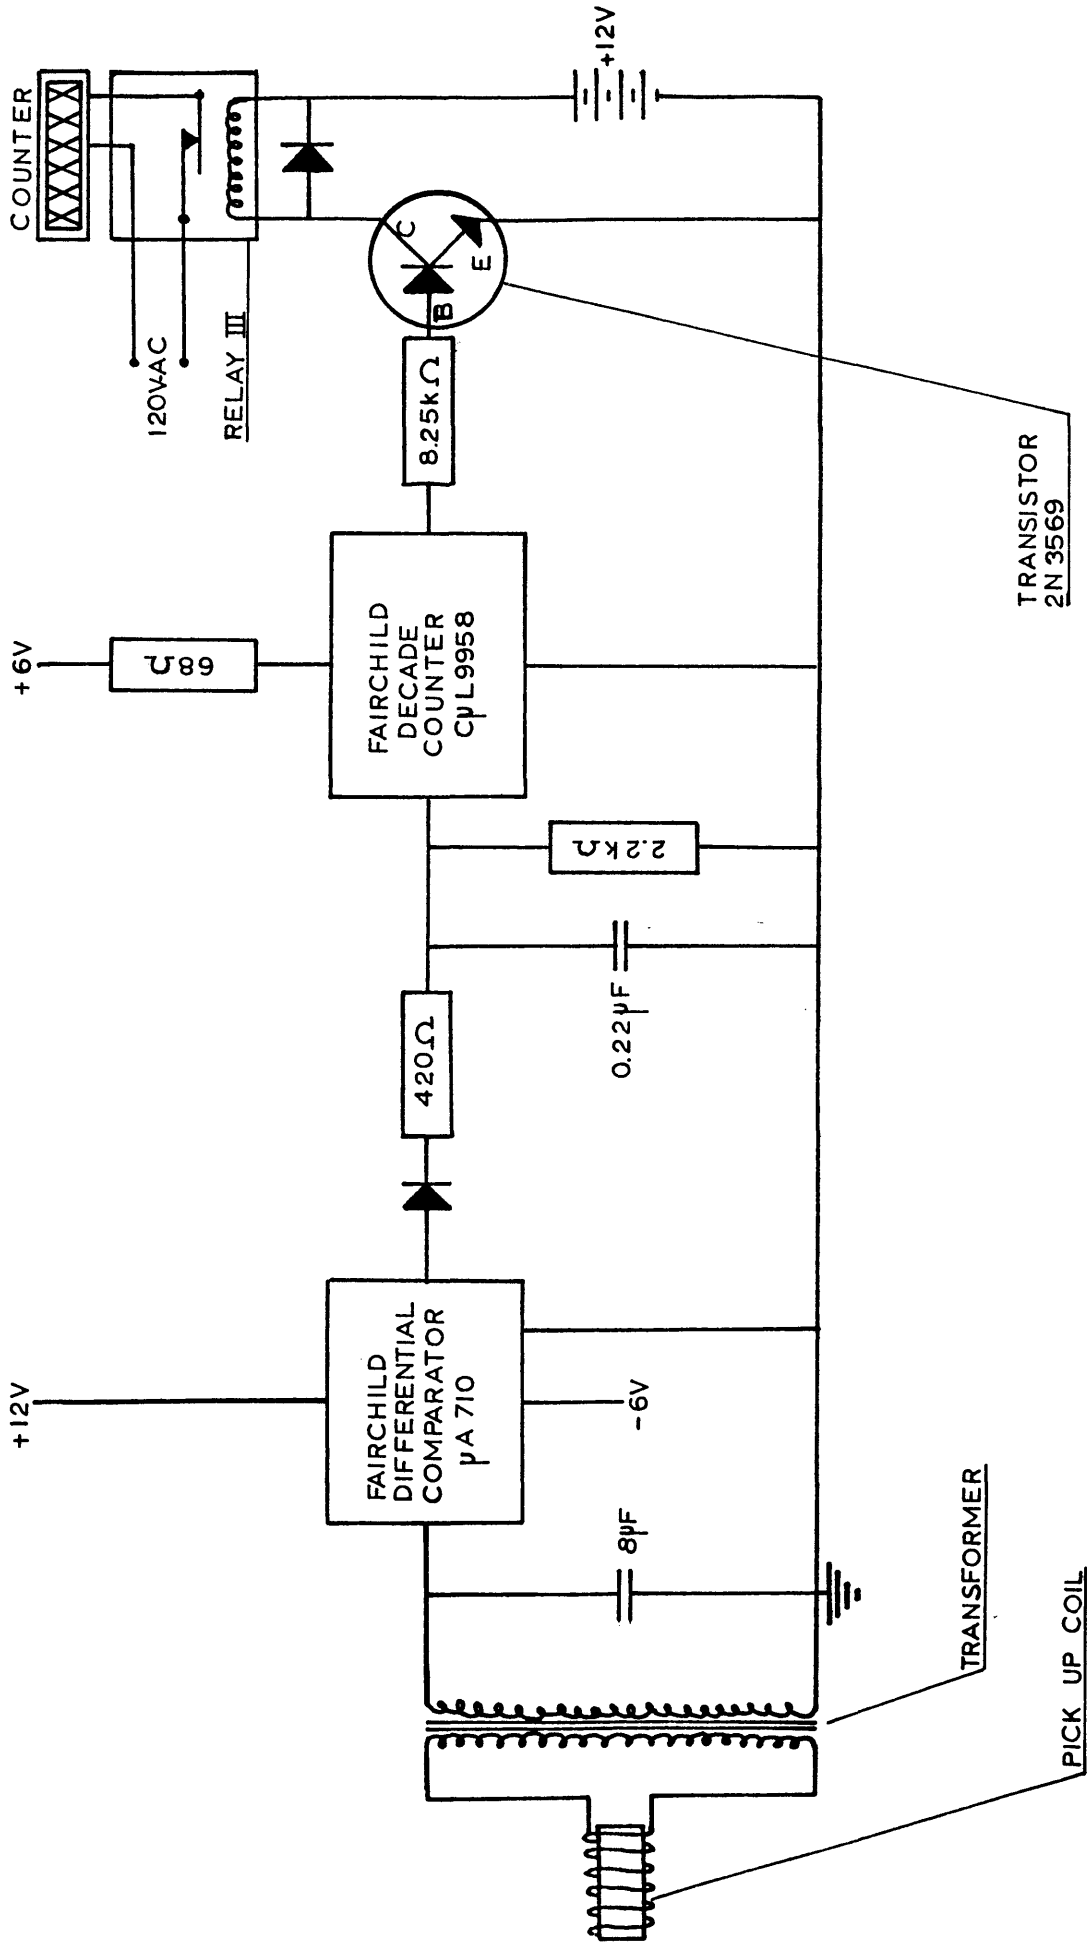 COUNTER
120V-AC
RELAY III
+12V
C
B
E
8.25kΩ
TRANSISTOR
2N 3569
+6V
68Ω
FAIRCHILD
DECADE
COUNTER
CµL9958
2.2kΩ
0.22µF
420Ω
+12V
FAIRCHILD
DIFFERENTIAL
COMPARATOR
µA 710
-6V
8µF
TRANSFORMER
PICK UP COIL